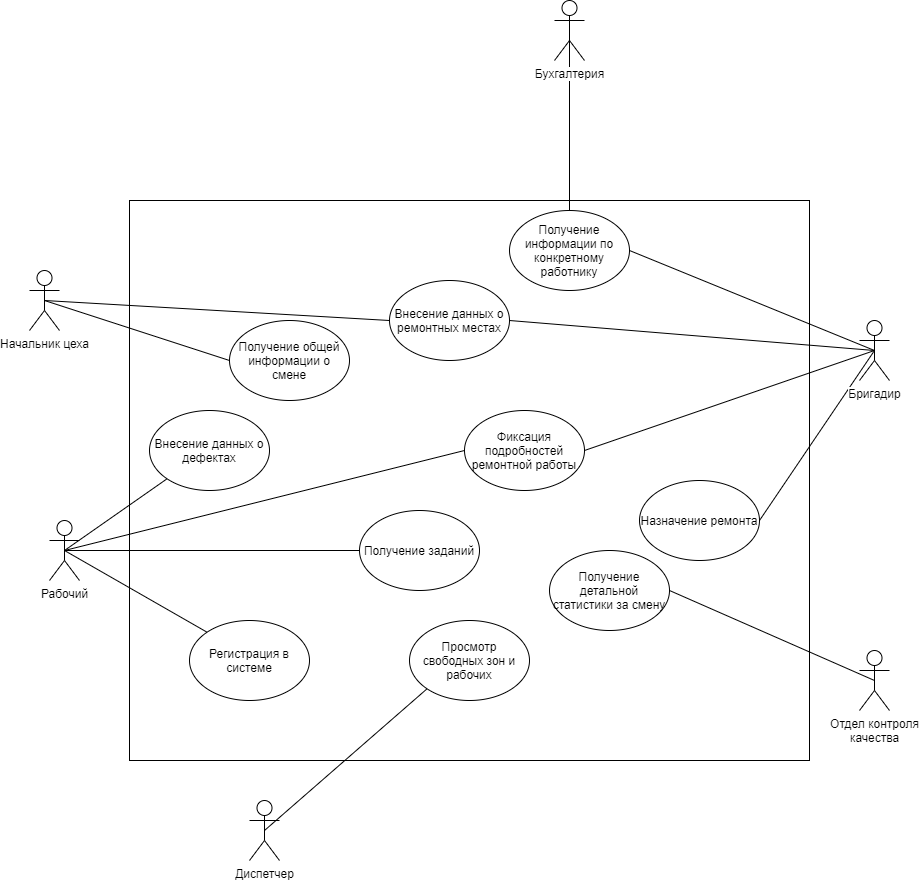 Бухгалтерия
Получение
информации по
конкретному
работнику
Начальник цеха
Внесение данных о
ремонтных местах
Получение общей
информации о
смене
Бригадир
Внесение данных о
дефектах
Фиксация
подробностей
ремонтной работы
Назначение ремонта
Рабочий
Получение заданий
Получение
детальной
статистики за смену
Регистрация в
системе
Просмотр
свободных зон и
рабочих
Отдел контроля
качества
Диспетчер